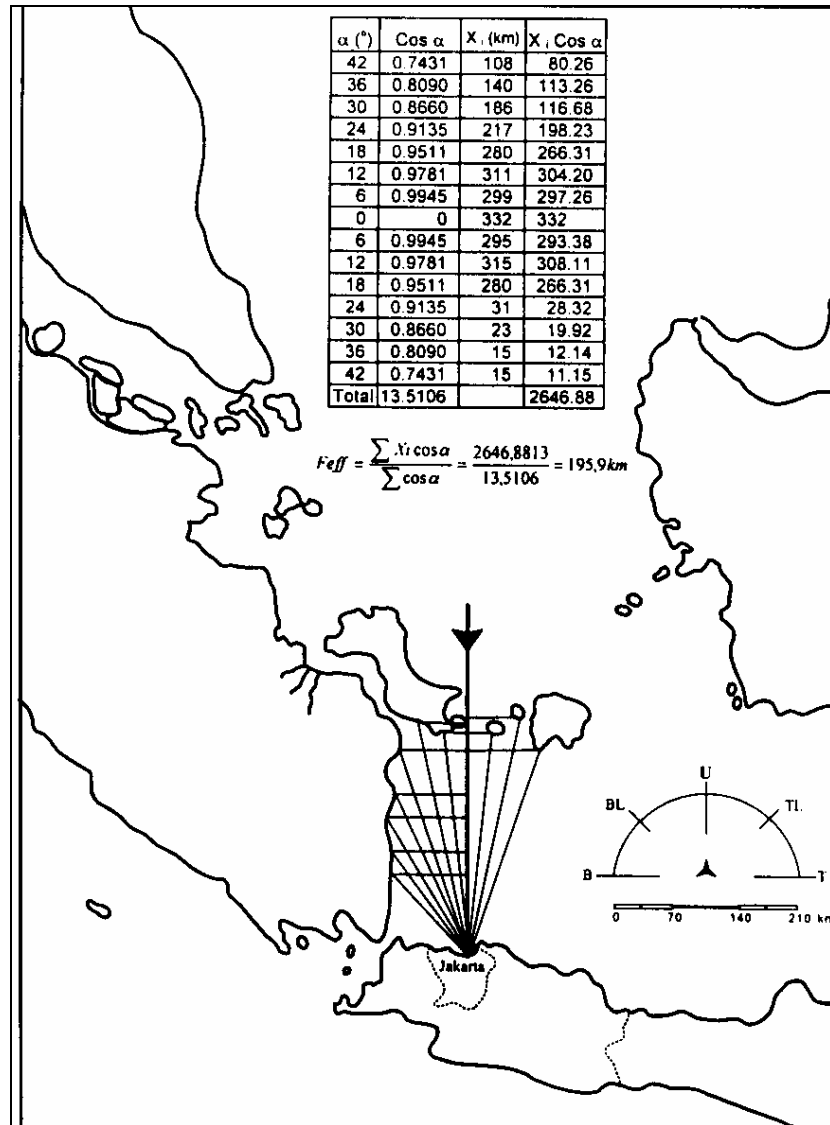 α (°) Cos α X i (km) X i Cos α
42 0.7431 108 80.26
36 0.8090 140 113.26
30 0.8660 186 116.68
24 0.9135 217 198.23
18 0.9511 280 266.31
12 0.9781 311 304.20
6 0.9945 299 297.26
0 0 332 332
6 0.9945 295 293.38
12 0.9781 315 308.11
18 0.9511 280 266.31
24 0.9135 31 28.32
30 0.8660 23 19.92
36 0.8090 15 12.14
42 0.7431 15 11.15
Total 13.5106 2646.88
Feff = ∑ Xi cos α / ∑ cos α = 2646,8813 / 13,5106 = 195,9 km
U
BL TL
B T
0 70 140 210 km
Jakarta